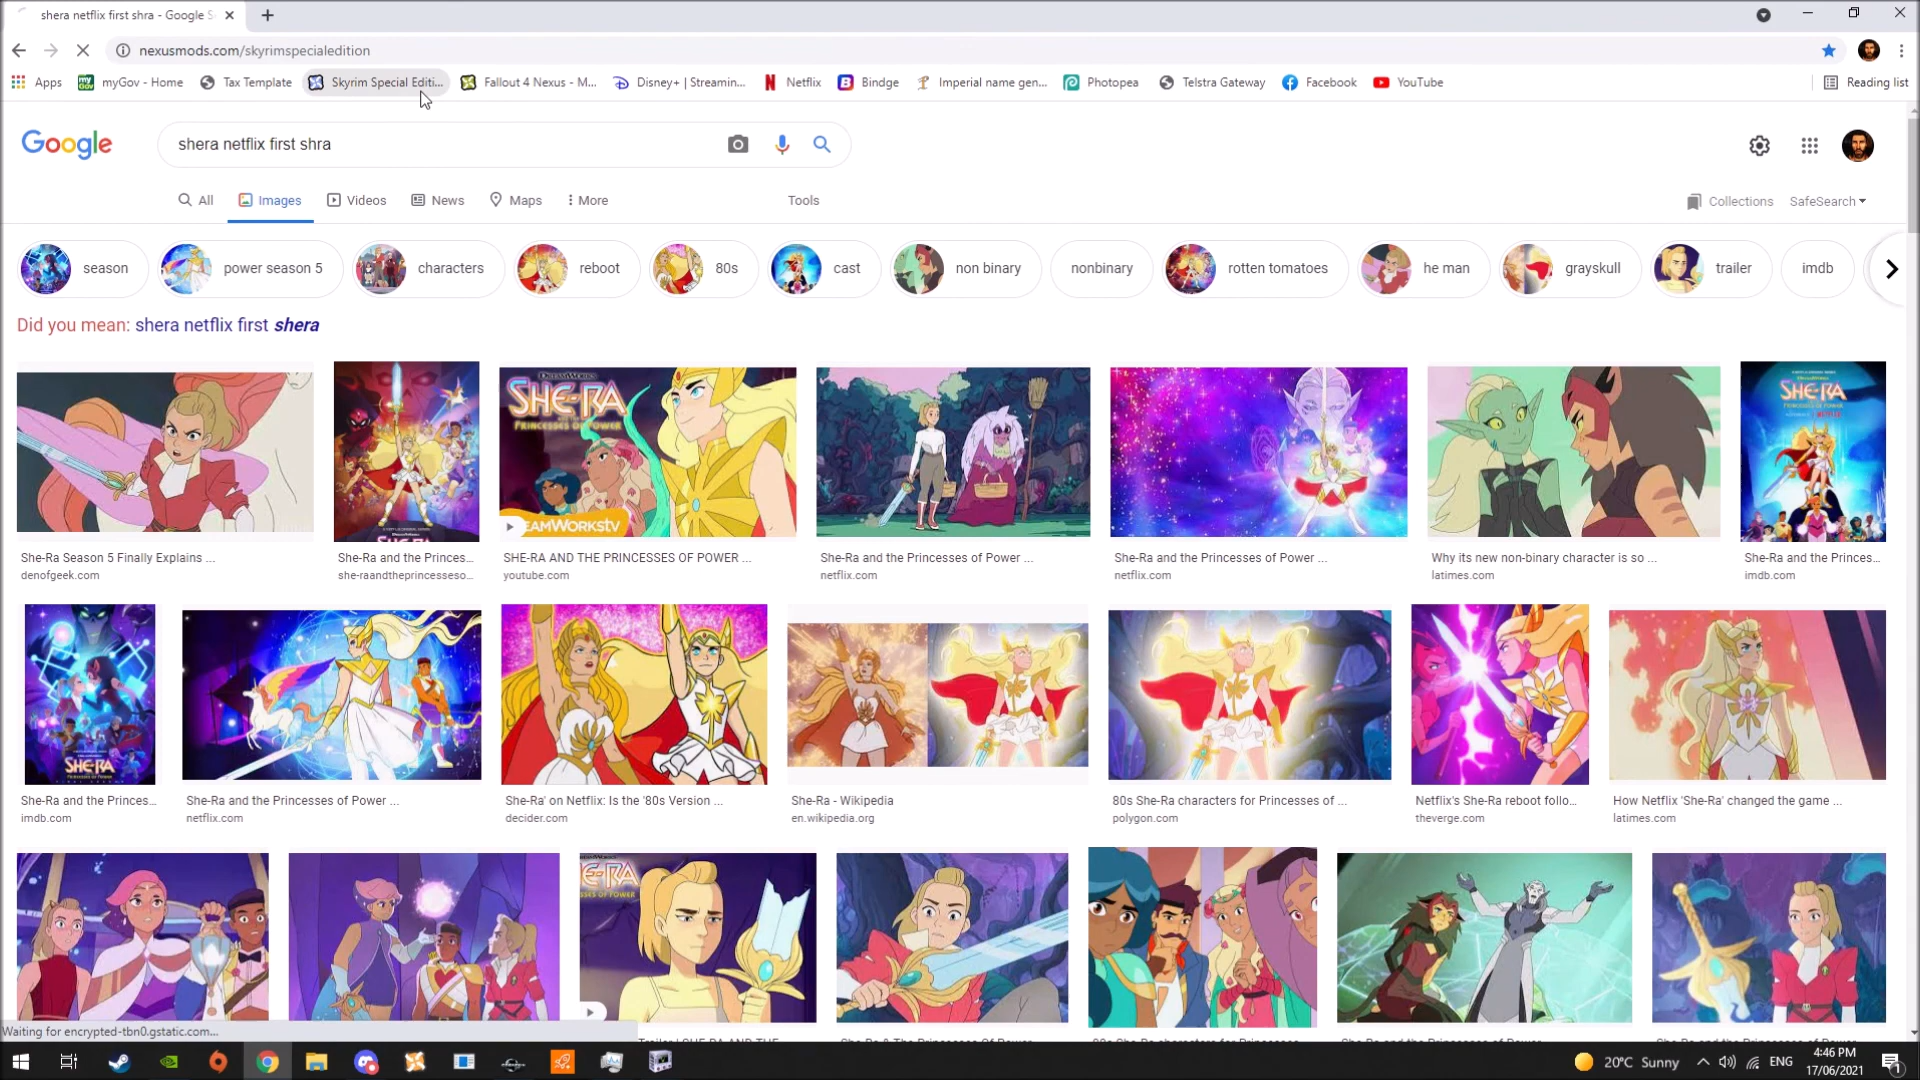 shera netflix first shra - Google S
nexusmods.com/skyrimspecialedition
Apps
myGov - Home
Tax Template
Skyrim Special Editi...
Fallout 4 Nexus - M...
Disney+ | Streamin...
Netflix
Bindge
Imperial name gen...
Photopea
Telstra Gateway
Facebook
YouTube
Reading list
Google
shera netflix first shra
All
Images
Videos
News
Maps
More
Tools
Collections
SafeSearch
season
power season 5
characters
reboot
80s
cast
non binary
nonbinary
rotten tomatoes
he man
grayskull
trailer
imdb
Did you mean: shera netflix first shera
DREAMWORKS
SHE-RA
PRINCESSES OF POWER
EAMWORKStv
SHE-RA
She-Ra Season 5 Finally Explains ...
denofgeek.com
She-Ra and the Princes...
she-raandtheprincesseso...
SHE-RA AND THE PRINCESSES OF POWER ...
youtube.com
She-Ra and the Princesses of Power ...
netflix.com
She-Ra and the Princesses of Power ...
netflix.com
Why its new non-binary character is so ...
latimes.com
She-Ra and the Princes...
imdb.com
SHE-RA
She-Ra and the Princes...
imdb.com
She-Ra and the Princesses of Power ...
netflix.com
She-Ra' on Netflix: Is the '80s Version ...
decider.com
She-Ra - Wikipedia
en.wikipedia.org
80s She-Ra characters for Princesses of ...
polygon.com
Netflix's She-Ra reboot follo...
theverge.com
How Netflix 'She-Ra' changed the game ...
latimes.com
Waiting for encrypted-tbn0.gstatic.com...
20°C Sunny
ENG
4:46 PM
17/06/2021
1